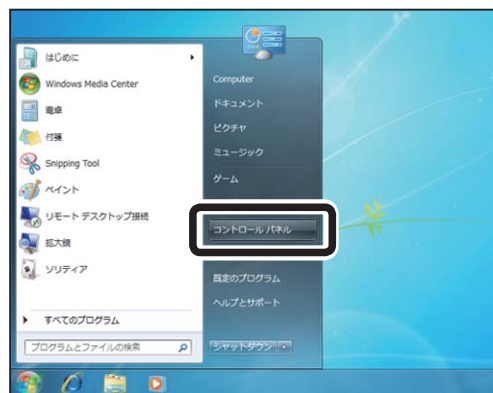 はじめに
Windows Media Center
電卓
付箋
Snipping Tool
ペイント
リモート デスクトップ接続
拡大鏡
ソリティア
すべてのプログラム
プログラムとファイルの検索
Computer
ドキュメント
ピクチャ
ミュージック
ゲーム
コントロール パネル
既定のプログラム
ヘルプとサポート
シャットダウン